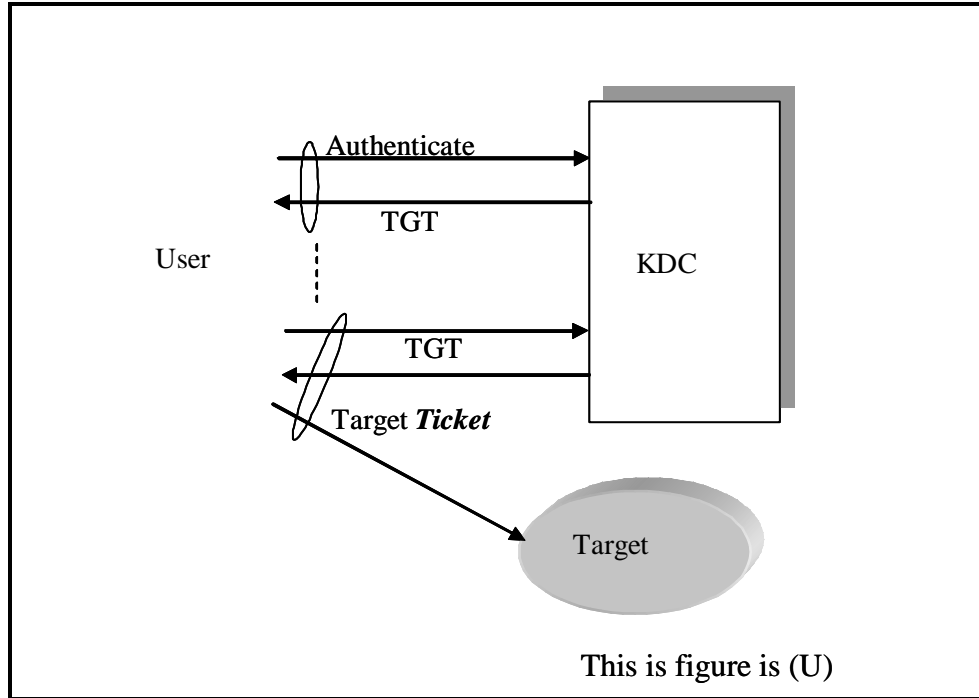 Authenticate
TGT
User
KDC
TGT
Target Ticket
Target
This is figure is (U)